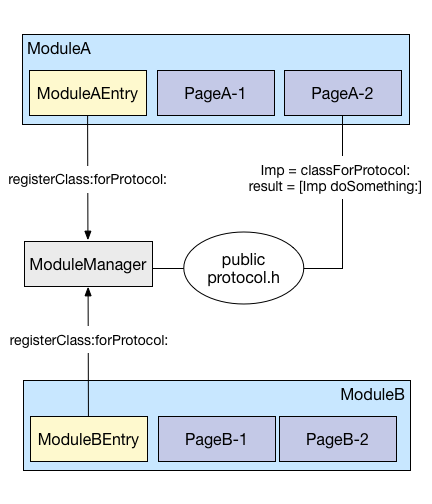 ModuleA
ModuleAEntry
PageA-1
PageA-2
registerClass:forProtocol:
Imp = classForProtocol:
result = [Imp doSomething:]
ModuleManager
public
protocol.h
registerClass:forProtocol:
ModuleB
ModuleBEntry
PageB-1
PageB-2